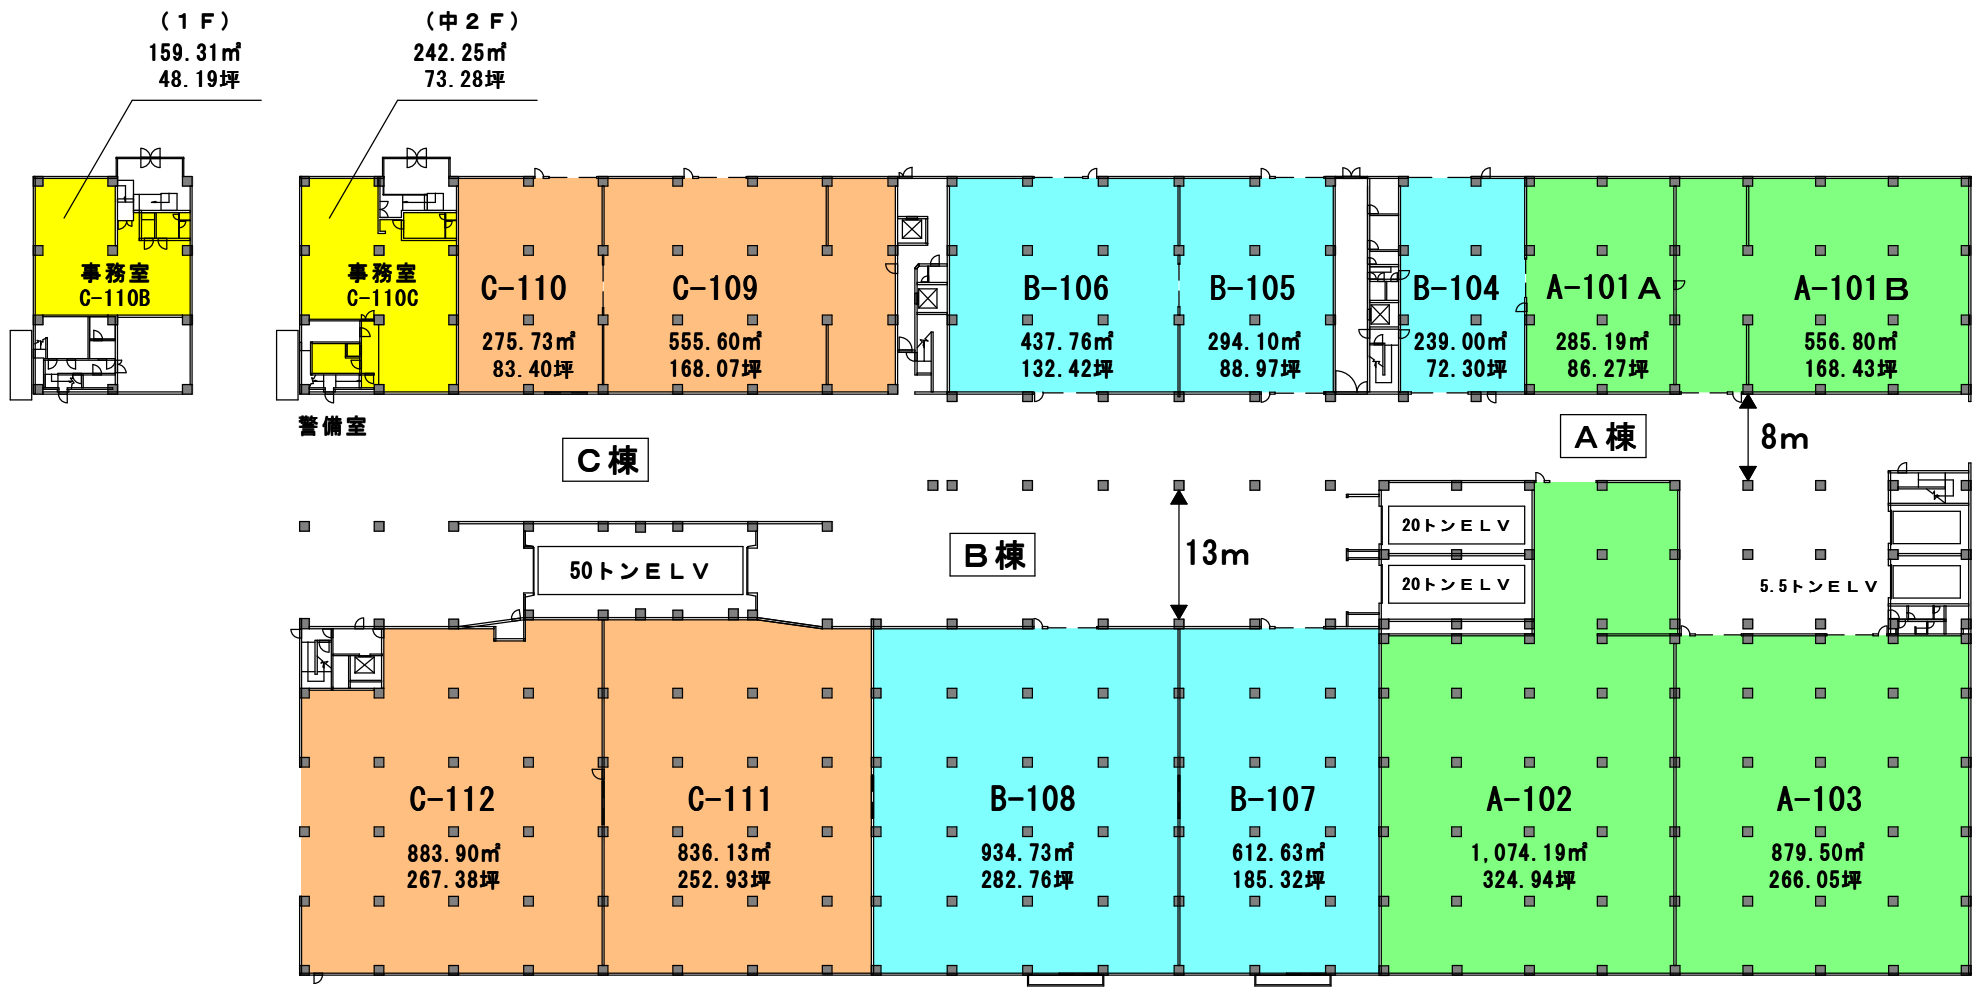 (１Ｆ)
159.31㎡
48.19坪
(中２Ｆ)
242.25㎡
73.28坪
事務室
C-110B
事務室
C-110C
C-110
275.73㎡
83.40坪
C-109
555.60㎡
168.07坪
B-106
437.76㎡
132.42坪
B-105
294.10㎡
88.97坪
B-104
239.00㎡
72.30坪
A-101Ａ
285.19㎡
86.27坪
A-101Ｂ
556.80㎡
168.43坪
警備室
Ｃ棟
Ａ棟
8m
Ｂ棟
13m
50トンＥＬＶ
20トンＥＬＶ
20トンＥＬＶ
5.5トンＥＬＶ
C-112
883.90㎡
267.38坪
C-111
836.13㎡
252.93坪
B-108
934.73㎡
282.76坪
B-107
612.63㎡
185.32坪
A-102
1,074.19㎡
324.94坪
A-103
879.50㎡
266.05坪